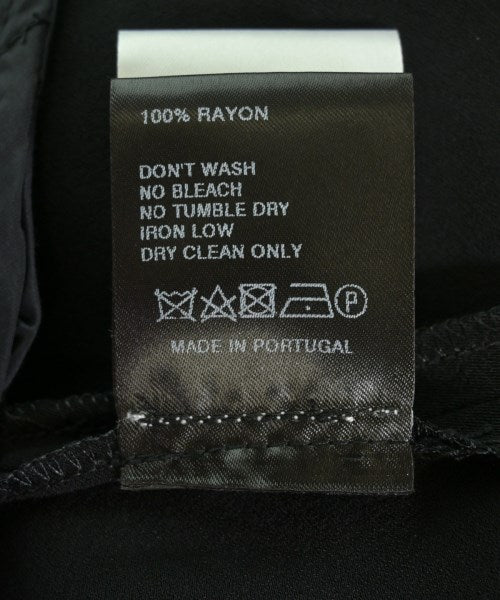 100% RAYON
DON'T WASH
NO BLEACH
NO TUMBLE DRY
IRON LOW
DRY CLEAN ONLY
P
MADE IN PORTUGAL